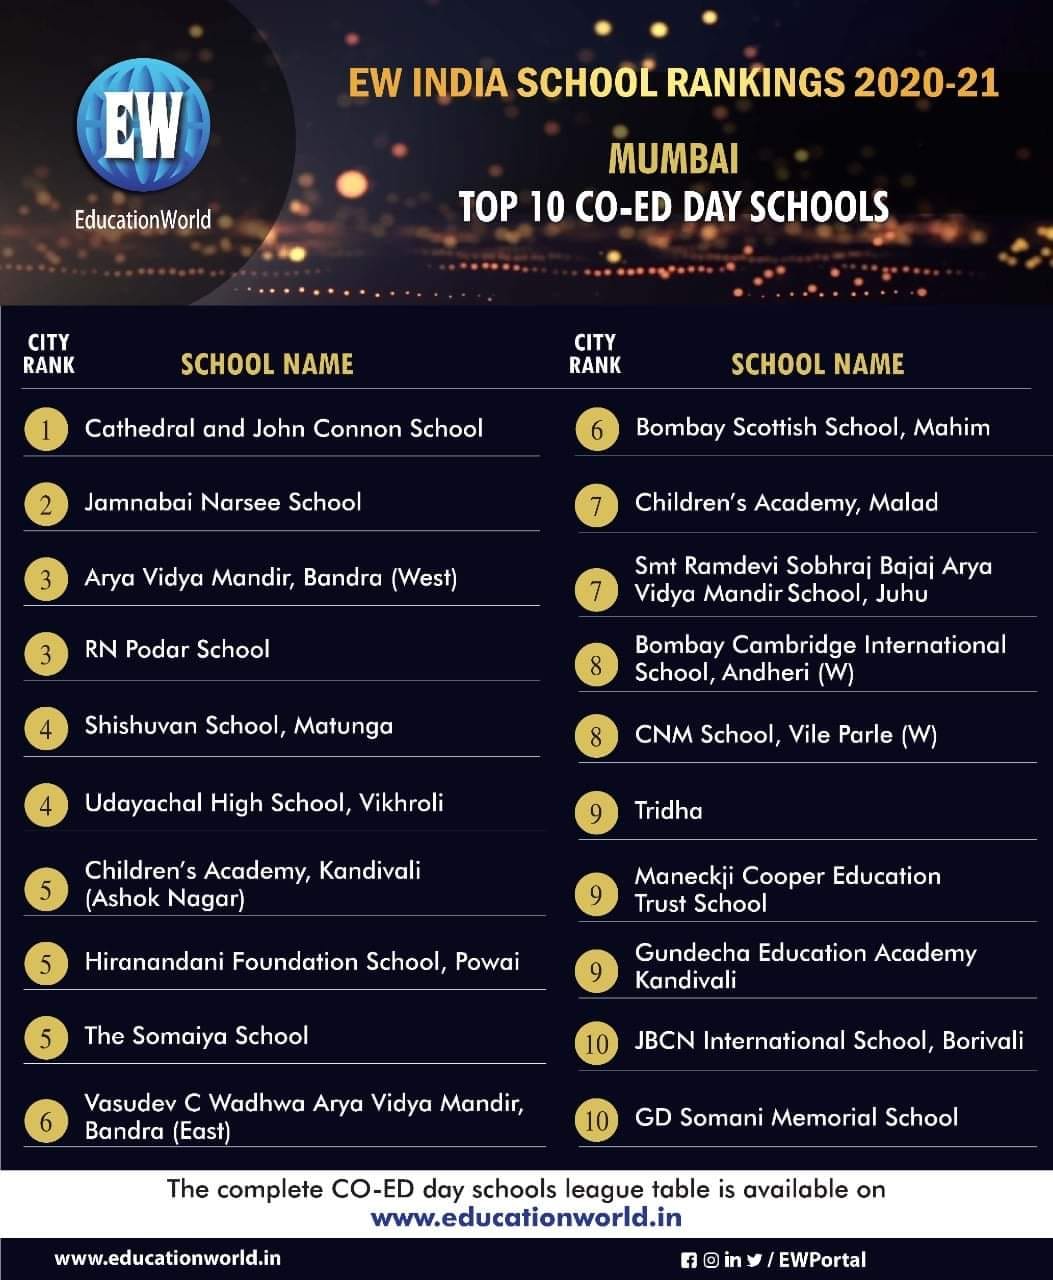 EW
EducationWorld
EW INDIA SCHOOL RANKINGS 2020-21
MUMBAI
TOP 10 CO-ED DAY SCHOOLS
CITY
RANK
SCHOOL NAME
1 Cathedral and John Connon School
2 Jamnabai Narsee School
3 Arya Vidya Mandir, Bandra (West)
3 RN Podar School
4 Shishuvan School, Matunga
4 Udayachal High School, Vikhroli
5 Children's Academy, Kandivali
(Ashok Nagar)
5 Hiranandani Foundation School, Powai
5 The Somaiya School
6 Vasudev C Wadhwa Arya Vidya Mandir,
Bandra (East)
CITY
RANK
SCHOOL NAME
6 Bombay Scottish School, Mahim
7 Children's Academy, Malad
7 Smt Ramdevi Sobhraj Bajaj Arya
Vidya Mandir School, Juhu
8 Bombay Cambridge International
School, Andheri (W)
8 CNM School, Vile Parle (W)
9 Tridha
9 Maneckji Cooper Education
Trust School
9 Gundecha Education Academy
Kandivali
10 JBCN International School, Borivali
10 GD Somani Memorial School
The complete CO-ED day schools league table is available on
www.educationworld.in
www.educationworld.in
/ EWPortal